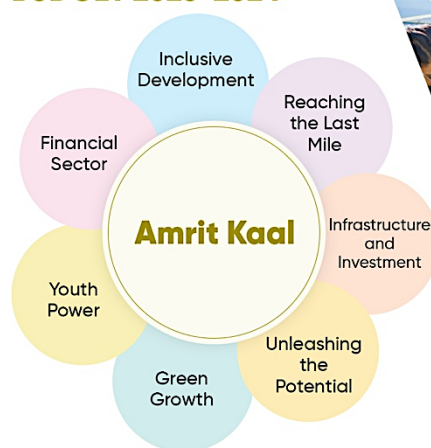 Inclusive
Development
Reaching
the Last
Mile
Infrastructure
and
Investment
Unleashing
the
Potential
Green
Growth
Youth
Power
Financial
Sector
Amrit Kaal